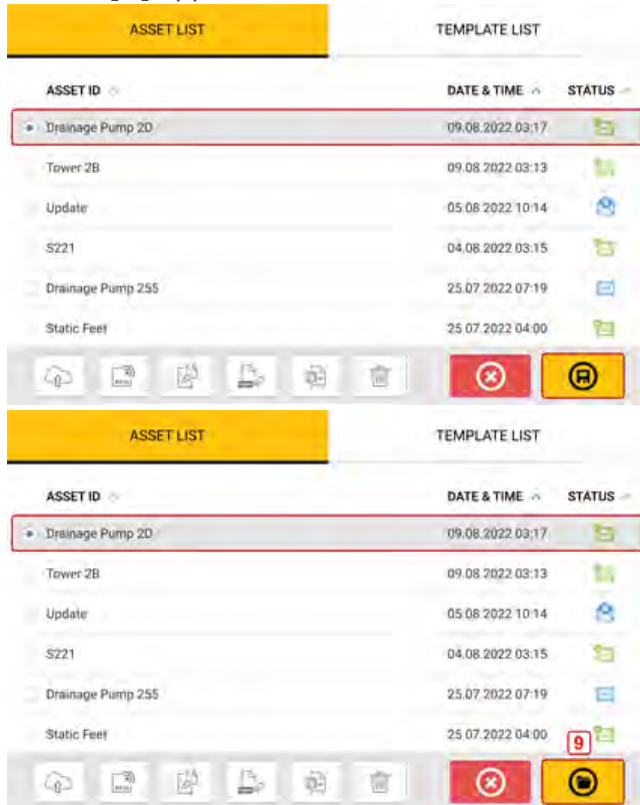 ASSET LIST TEMPLATE LIST
ASSET ID DATE & TIME STATUS
Drainage Pump 2D 09.08.2022 03:17
Tower 2B 09.08.2022 03:13
Update 05.08.2022 10:14
S221 04.08.2022 03:15
Drainage Pump 255 25.07.2022 07:19
Static Feet 25.07.2022 04:00
ASSET LIST TEMPLATE LIST
ASSET ID DATE & TIME STATUS
Drainage Pump 2D 09.08.2022 03:17
Tower 2B 09.08.2022 03:13
Update 05.08.2022 10:14
S221 04.08.2022 03:15
Drainage Pump 255 25.07.2022 07:19
Static Feet 25.07.2022 04:00
9